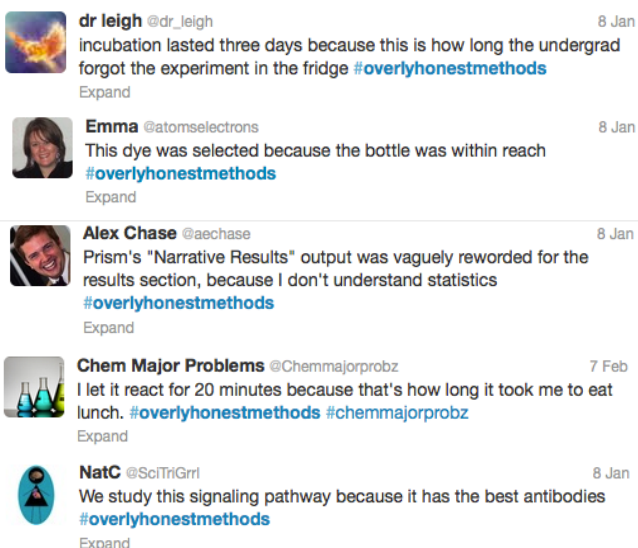 dr leigh @dr_leigh 8 Jan
incubation lasted three days because this is how long the undergrad
forgot the experiment in the fridge #overlyhonestmethods
Expand
Emma @atomselectrons 8 Jan
This dye was selected because the bottle was within reach
#overlyhonestmethods
Expand
Alex Chase @aechase 8 Jan
Prism's "Narrative Results" output was vaguely reworded for the
results section, because I don't understand statistics
#overlyhonestmethods
Expand
Chem Major Problems @Chemmajorprobz 7 Feb
I let it react for 20 minutes because that's how long it took me to eat
lunch. #overlyhonestmethods #chemmajorprobz
Expand
NatC @SciTriGrrl 8 Jan
We study this signaling pathway because it has the best antibodies
#overlyhonestmethods
Expand